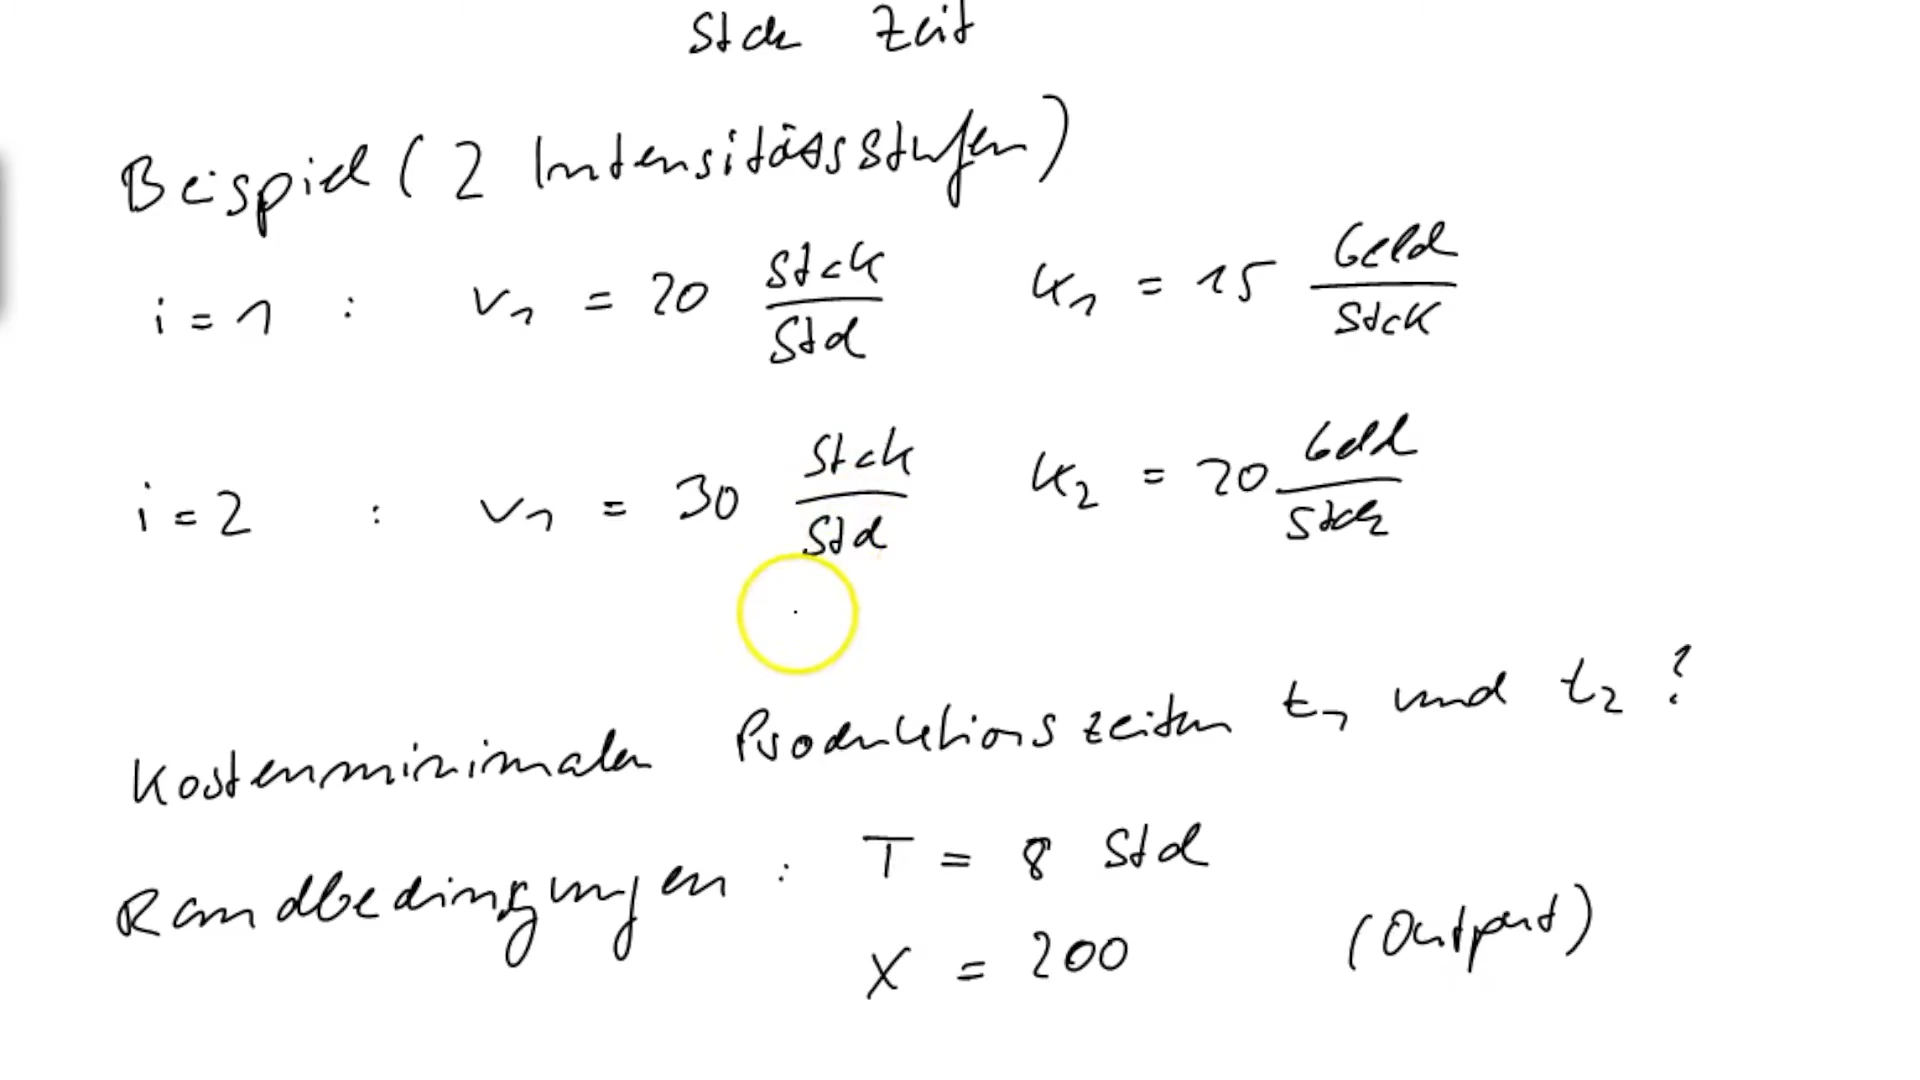 Stck Zeit
Beispiel (2 Intensitätsstufen)
i = 1 : v₁ = 20 Stck/Std k₁ = 15 Geld/Stck
i = 2 : v₁ = 30 Stck/Std k₂ = 20 Geld/Stck
Kostenminimalen Produktionszeiten t₁ und t₂ ?
Randbedingungen : T = 8 Std
X = 200 (Output)